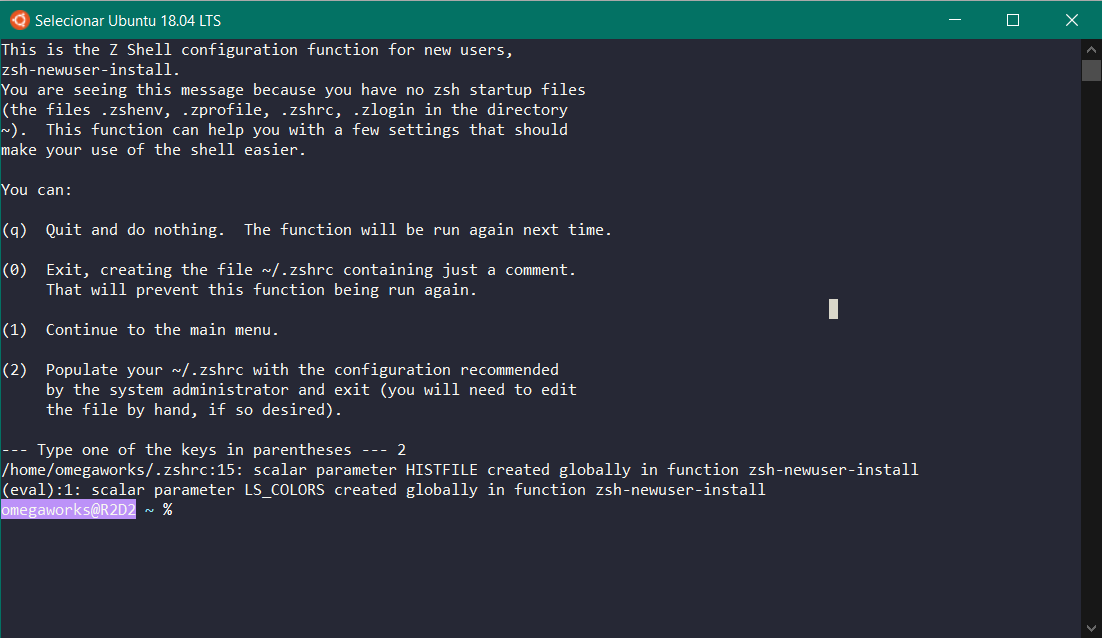 Selecionar Ubuntu 18.04 LTS
This is the Z Shell configuration function for new users,
zsh-newuser-install.
You are seeing this message because you have no zsh startup files
(the files .zshenv, .zprofile, .zshrc, .zlogin in the directory
~).  This function can help you with a few settings that should
make your use of the shell easier.
You can:
(q)  Quit and do nothing.  The function will be run again next time.
(0)  Exit, creating the file ~/.zshrc containing just a comment.
     That will prevent this function being run again.
(1)  Continue to the main menu.
(2)  Populate your ~/.zshrc with the configuration recommended
     by the system administrator and exit (you will need to edit
     the file by hand, if so desired).
--- Type one of the keys in parentheses --- 2
/home/omegaworks/.zshrc:15: scalar parameter HISTFILE created globally in function zsh-newuser-install
(eval):1: scalar parameter LS_COLORS created globally in function zsh-newuser-install
omegaworks@R2D2 ~ %